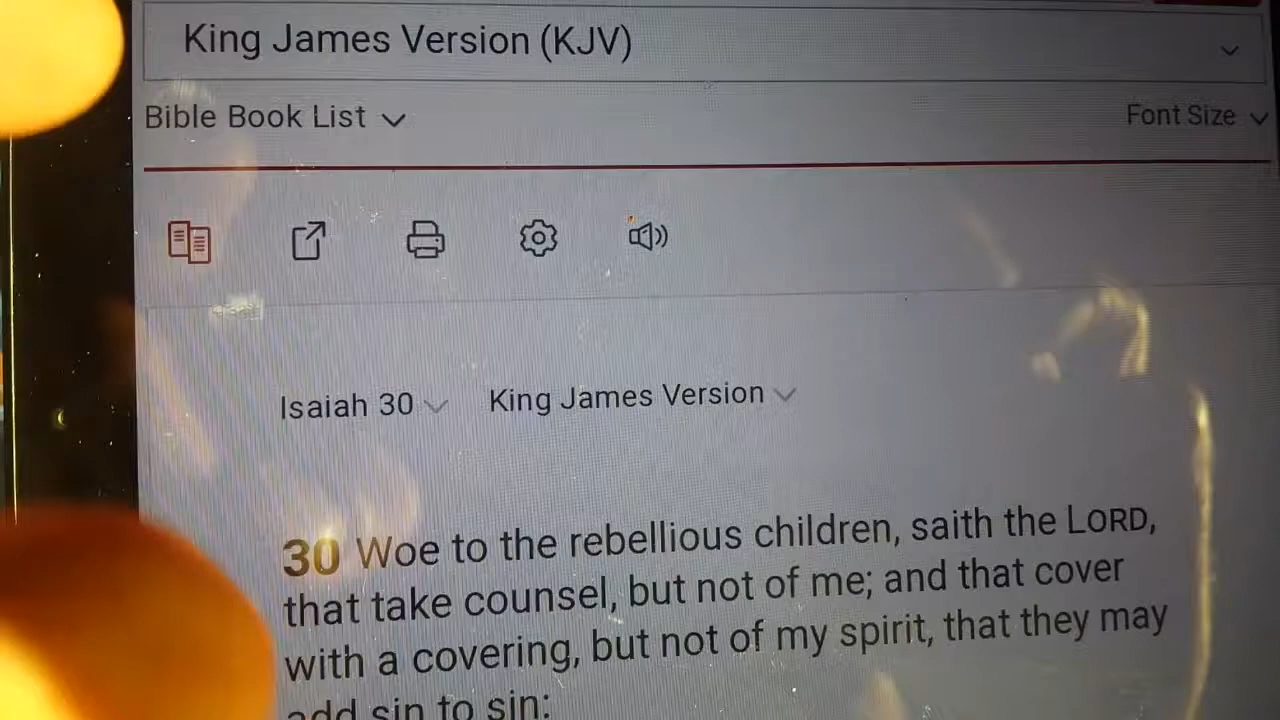 King James Version (KJV)
Bible Book List
Font Size
Isaiah 30 King James Version
30 Woe to the rebellious children, saith the LORD,
that take counsel, but not of me; and that cover
with a covering, but not of my spirit, that they may
add sin to sin: